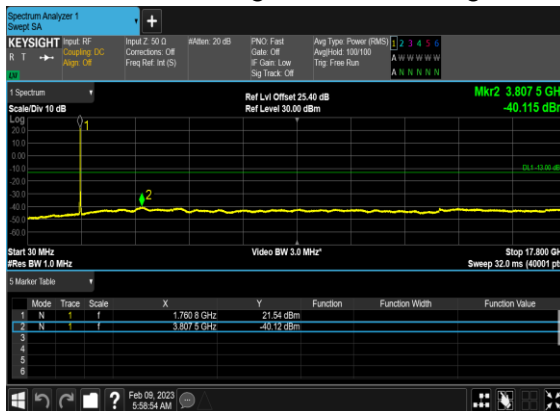 Spectrum Analyzer 1
Swept SA
+
KEYSIGHT Input: RF Input Z: 50 Ω #Atten: 20 dB PNO: Fast Avg Type: Power (RMS) 1 2 3 4 5 6
R T Coupling: DC Corrections: Off Gate: Off Avg|Hold: 100/100 A W W W W W
Align: Off Freq Ref: Int (S) IF Gain: Low Trig: Free Run
Sig Track: Off A N N N N N
1 Spectrum Ref Lvl Offset 25.40 dB Mkr2 3.807 5 GH
Scale/Div 10 dB Ref Level 30.00 dBm -40.115 dBr
Log
20.0
10.0
0.00
-10.0
-20.0
-30.0
-40.0
-50.0
-60.0
1
DL1 -13.00 dB
2
Start 30 MHz Video BW 3.0 MHz* Stop 17.800 GH
#Res BW 1.0 MHz Sweep 32.0 ms (40001 pt
5 Marker Table
Mode Trace Scale X Y Function Function Width Function Value
1 N 1 f 1.760 8 GHz 21.54 dBm
2 N 1 f 3.807 5 GHz -40.12 dBm
3
4
5
6
? Feb 09, 2023
5:58:54 AM